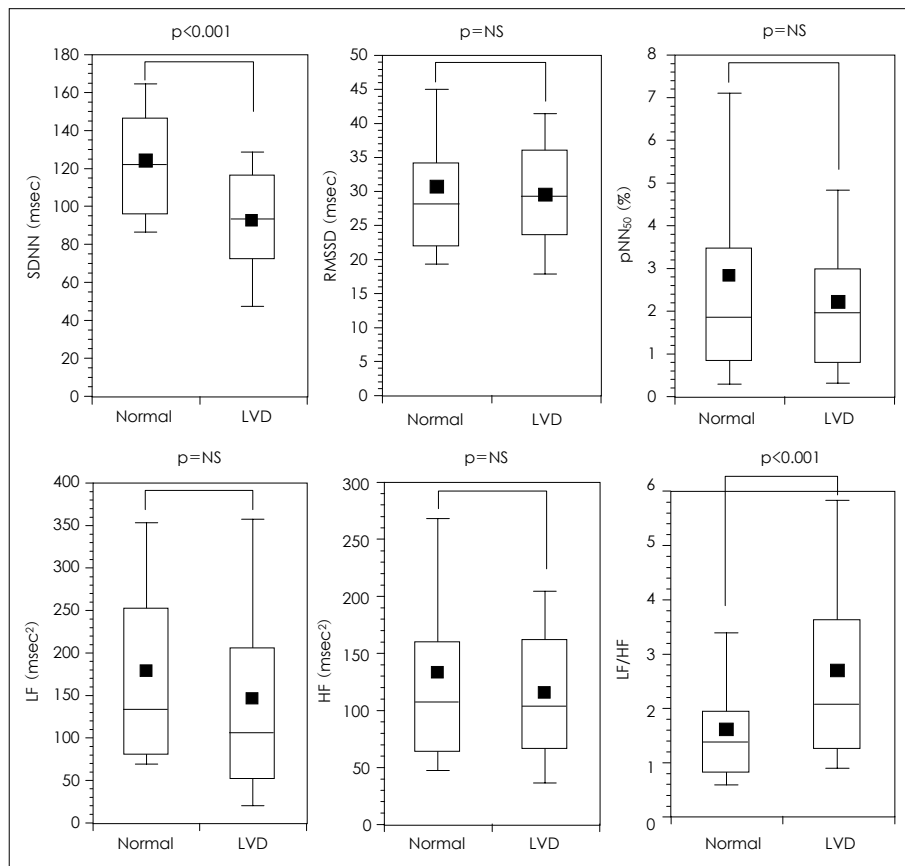 p<0.001
180
160
140
120
100
80
60
40
20
0
SDNN (msec)
Normal LVD
p=NS
50
45
40
35
30
25
20
15
10
5
0
RMSSD (msec)
Normal LVD
p=NS
8
7
6
5
4
3
2
1
0
pNN50 (%)
Normal LVD
p=NS
400
350
300
250
200
150
100
50
0
LF (msec²)
Normal LVD
p=NS
300
250
200
150
100
50
0
HF (msec²)
Normal LVD
p<0.001
6
5
4
3
2
1
0
LF/HF
Normal LVD